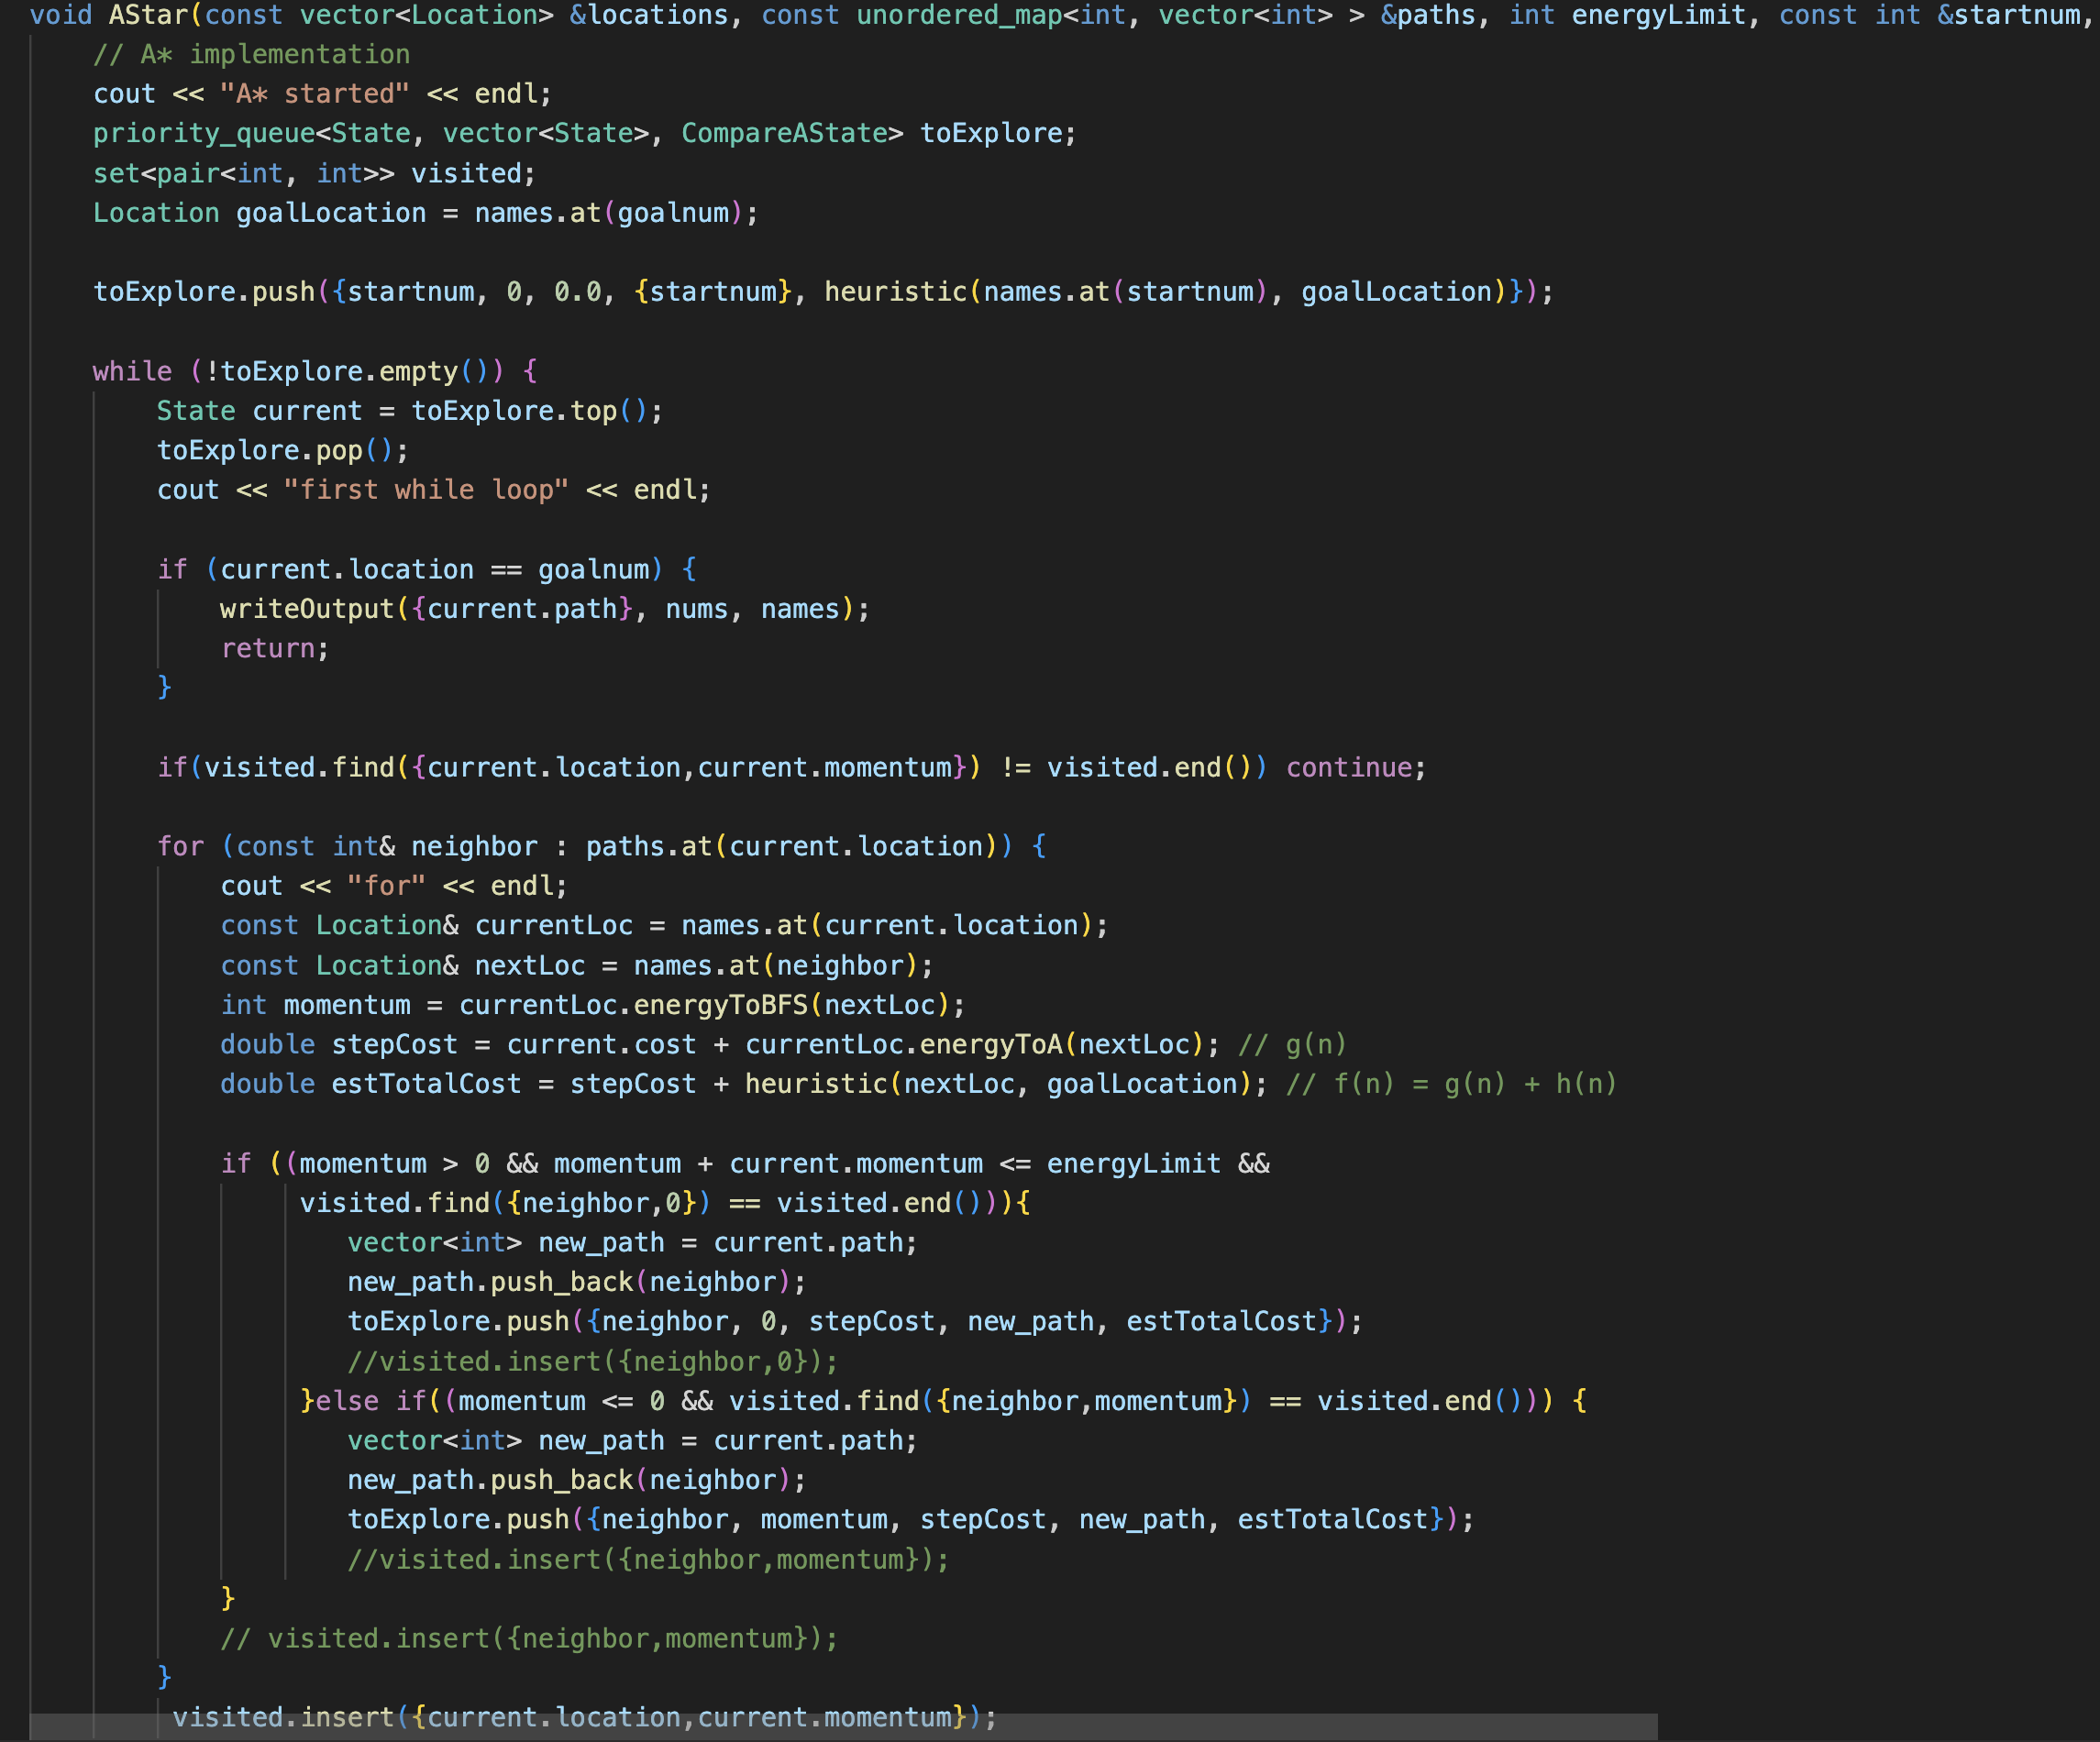 void AStar(const vector<Location> &locations, const unordered_map<int, vector<int> > &paths, int energyLimit, const int &startnum,
// A* implementation
cout << "A* started" << endl;
priority_queue<State, vector<State>, CompareAState> toExplore;
set<pair<int, int>> visited;
Location goalLocation = names.at(goalnum);
toExplore.push({startnum, 0, 0.0, {startnum}, heuristic(names.at(startnum), goalLocation)});
while (!toExplore.empty()) {
State current = toExplore.top();
toExplore.pop();
cout << "first while loop" << endl;
if (current.location == goalnum) {
writeOutput({current.path}, nums, names);
return;
}
if(visited.find({current.location,current.momentum}) != visited.end()) continue;
for (const int& neighbor : paths.at(current.location)) {
cout << "for" << endl;
const Location& currentLoc = names.at(current.location);
const Location& nextLoc = names.at(neighbor);
int momentum = currentLoc.energyToBFS(nextLoc);
double stepCost = current.cost + currentLoc.energyToA(nextLoc); // g(n)
double estTotalCost = stepCost + heuristic(nextLoc, goalLocation); // f(n) = g(n) + h(n)
if ((momentum > 0 && momentum + current.momentum <= energyLimit &&
visited.find({neighbor,0}) == visited.end())){
vector<int> new_path = current.path;
new_path.push_back(neighbor);
toExplore.push({neighbor, 0, stepCost, new_path, estTotalCost});
//visited.insert({neighbor,0});
}else if((momentum <= 0 && visited.find({neighbor,momentum}) == visited.end())) {
vector<int> new_path = current.path;
new_path.push_back(neighbor);
toExplore.push({neighbor, momentum, stepCost, new_path, estTotalCost});
//visited.insert({neighbor,momentum});
}
// visited.insert({neighbor,momentum});
}
visited.insert({current.location,current.momentum});